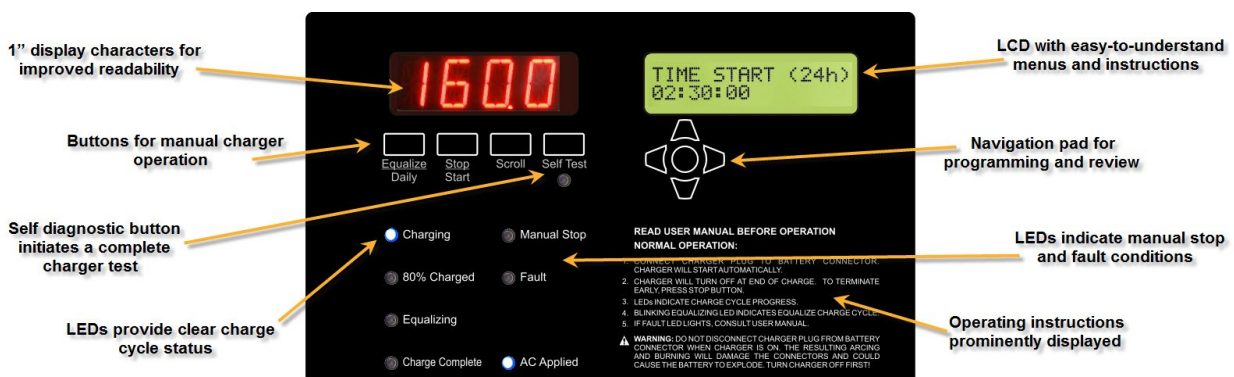 1” display characters for
improved readability
160.0
TIME START (24h)
02:30:00
LCD with easy-to-understand
menus and instructions
Buttons for manual charger
operation
Equalize
Daily
Stop
Start
Scroll
Self Test
Navigation pad for
programming and review
Self diagnostic button
initiates a complete
charger test
Charging
Manual Stop
80% Charged
Fault
Equalizing
Charge Complete
AC Applied
LEDs provide clear charge
cycle status
READ USER MANUAL BEFORE OPERATION
NORMAL OPERATION:
1. CONNECT CHARGER PLUG TO BATTERY CONNECTOR.
CHARGER WILL START AUTOMATICALLY.
2. CHARGER WILL TURN OFF AT END OF CHARGE. TO TERMINATE
EARLY, PRESS STOP BUTTON.
3. LEDs INDICATE CHARGE CYCLE PROGRESS.
4. BLINKING EQUALIZING LED INDICATES EQUALIZE CHARGE CYCLE.
5. IF FAULT LED LIGHTS, CONSULT USER MANUAL.
WARNING: DO NOT DISCONNECT CHARGER PLUG FROM BATTERY
CONNECTOR WHEN CHARGER IS ON. THE RESULTING ARCING
AND BURNING WILL DAMAGE THE CONNECTORS AND COULD
CAUSE THE BATTERY TO EXPLODE. TURN CHARGER OFF FIRST!
LEDs indicate manual stop
and fault conditions
Operating instructions
prominently displayed